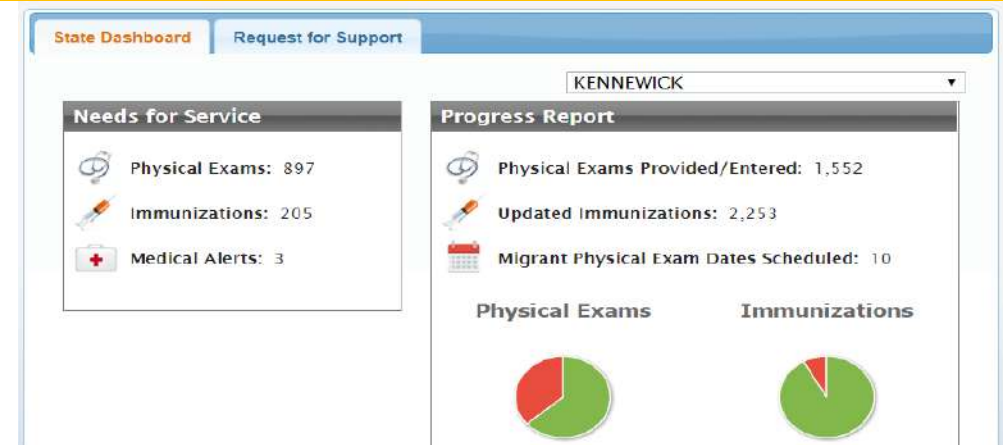 State Dashboard
Request for Support
KENNEWICK
Needs for Service
Physical Exams: 897
Immunizations: 205
Medical Alerts: 3
Progress Report
Physical Exams Provided/Entered: 1,552
Updated Immunizations: 2,253
Migrant Physical Exam Dates Scheduled: 10
Physical Exams
Immunizations